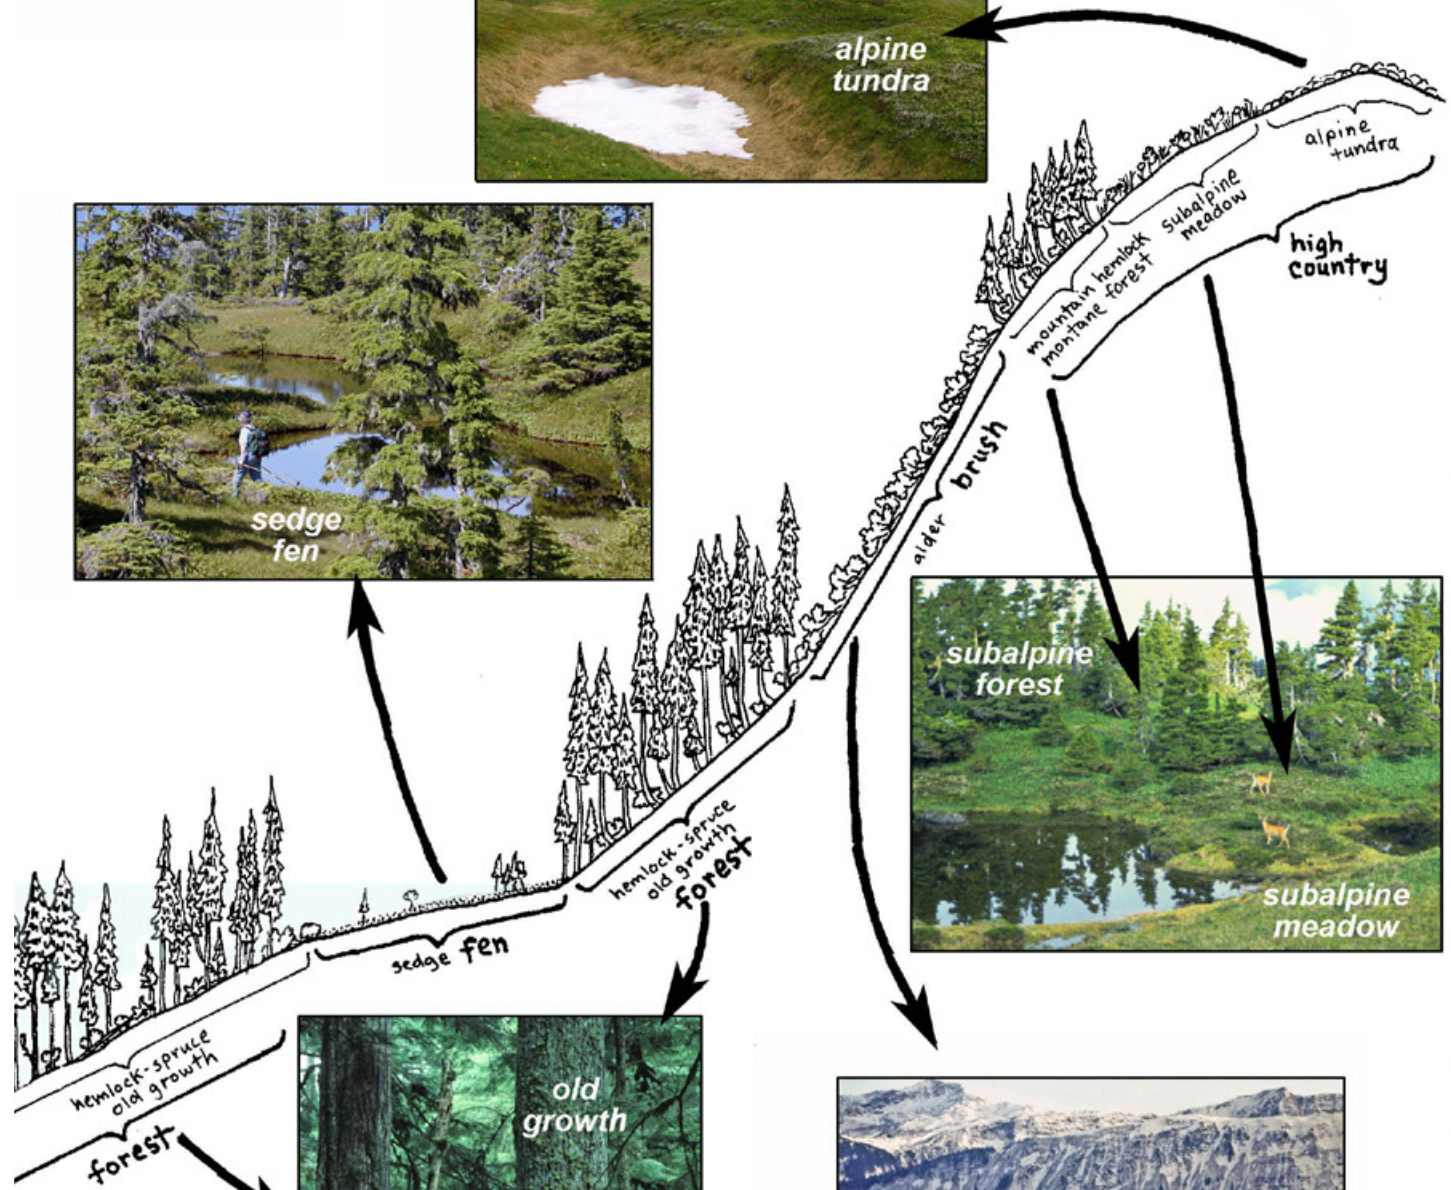 alpine
tundra
alpine
tundra
subalpine
meadow
mountain hemlock
montane forest
high
country
sedge
fen
brush
alder
subalpine
forest
subalpine
meadow
hemlock-spruce
old growth
forest
sedge fen
hemlock-spruce
old growth
forest
old
growth